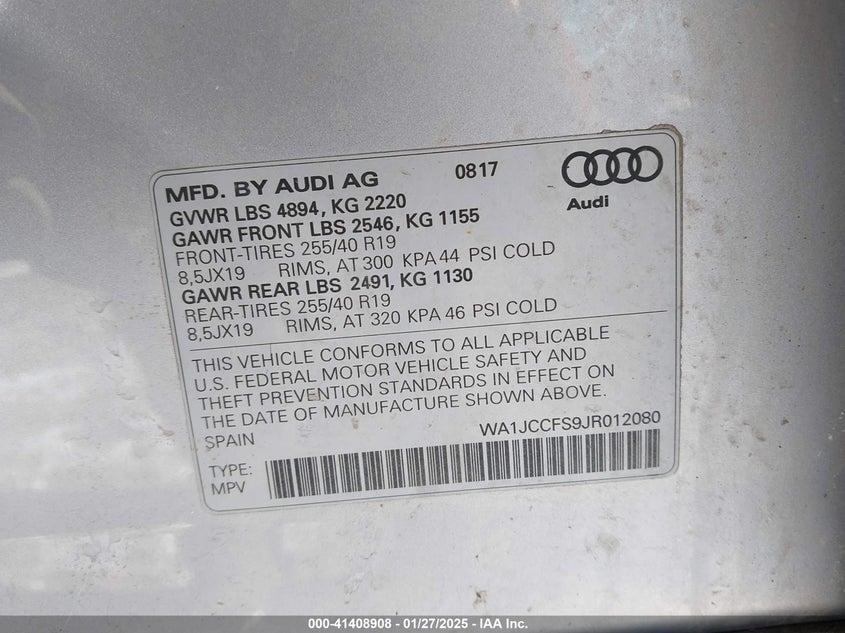 MFD. BY AUDI AG 0817
GVWR LBS 4894, KG 2220
GAWR FRONT LBS 2546, KG 1155
FRONT-TIRES 255/40 R19
8,5JX19 RIMS, AT 300 KPA 44 PSI COLD
GAWR REAR LBS 2491, KG 1130
REAR-TIRES 255/40 R19
8,5JX19 RIMS, AT 320 KPA 46 PSI COLD
Audi
THIS VEHICLE CONFORMS TO ALL APPLICABLE
U.S. FEDERAL MOTOR VEHICLE SAFETY AND
THEFT PREVENTION STANDARDS IN EFFECT ON
THE DATE OF MANUFACTURE SHOWN ABOVE.
SPAIN WA1JCCFS9JR012080
TYPE:
MPV
000-41408908 - 01/27/2025 - IAA Inc.